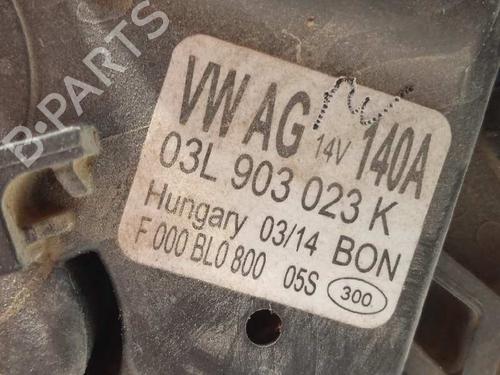 B-PARTS
VW AG 14V 140A
03L 903 023 K
Hungary 03/14 BON
F 000 BL0 800 05S 300